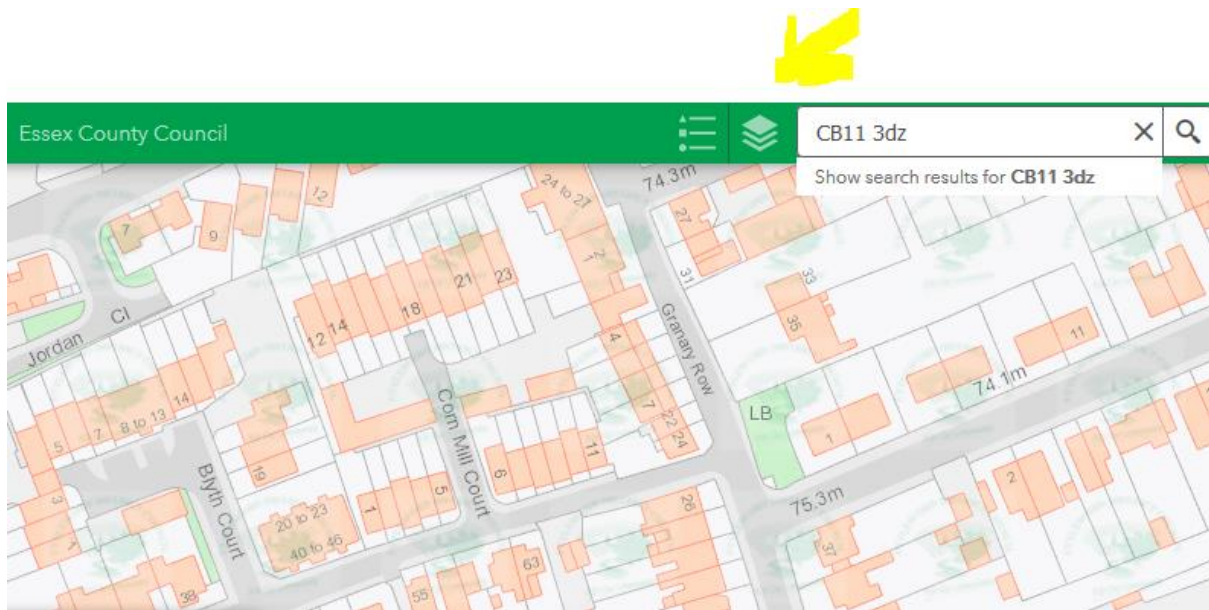 Essex County Council
CB11 3dz
Show search results for CB11 3dz
74.3m
24 to 27
12
7
9
27
2
1
31
33
35
21
23
18
12 14
Jordan Cl
Granary Row
4
7
22 24
11
74.1m
LB
1
14
8 to 13
7
5
3
1
Corn Mill Court
6
11
19
Blyth Court
1
5
20 to 23
40 to 46
26
75.3m
2
37
63
55
38